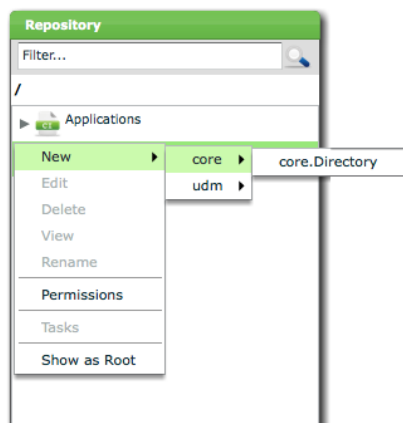 Repository
Filter...
/
Applications
New core core.Directory
Edit udm
Delete
View
Rename
Permissions
Tasks
Show as Root